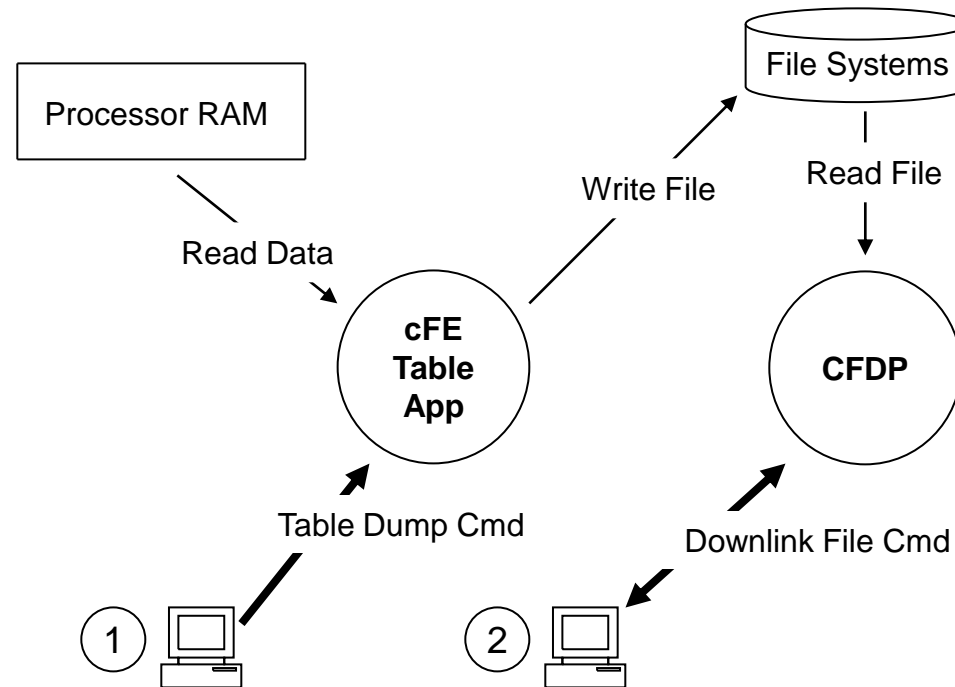 File Systems
Processor RAM
Write File
Read File
Read Data
cFE
Table
App
CFDP
Table Dump Cmd
Downlink File Cmd
1
2